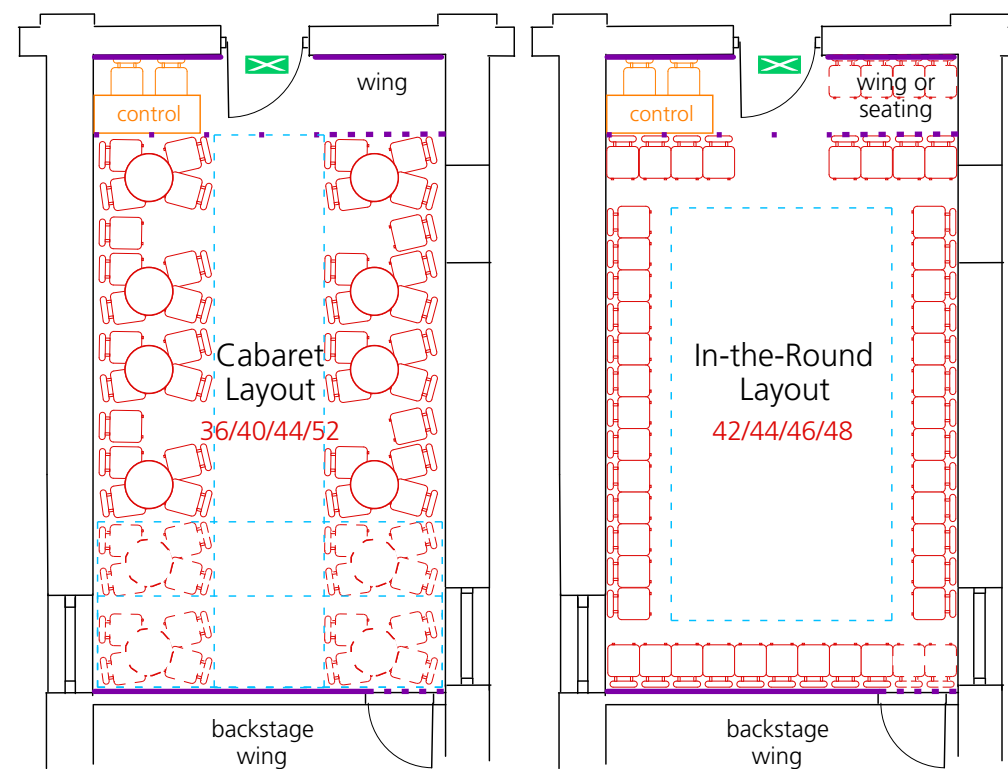 wing
control
Cabaret
Layout
36/40/44/52
backstage
wing
wing or
seating
control
In-the-Round
Layout
42/44/46/48
backstage
wing